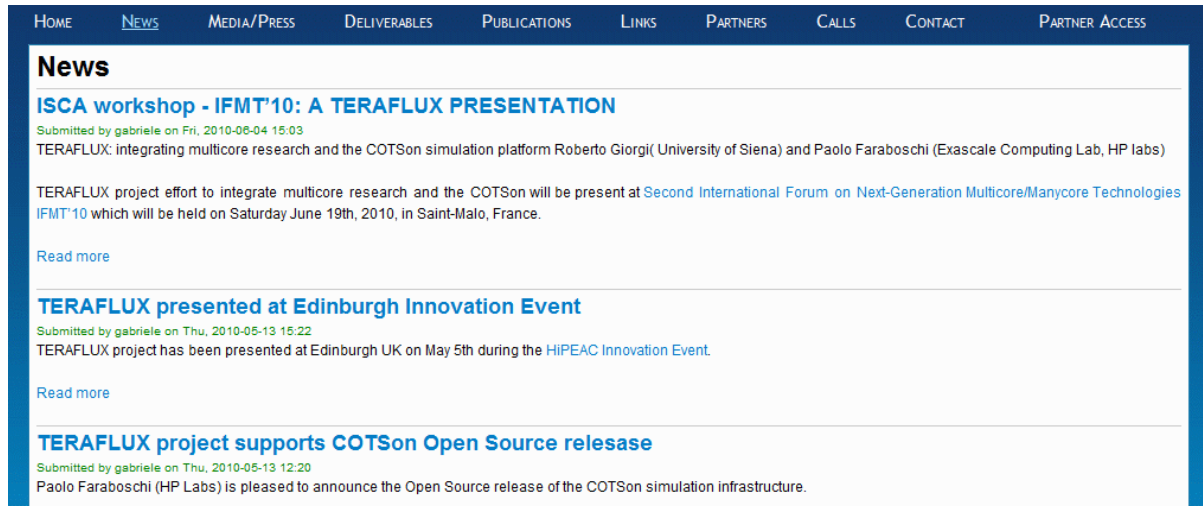 Home News Media/Press Deliverables Publications Links Partners Calls Contact Partner Access
News
ISCA workshop - IFMT'10: A TERAFLUX PRESENTATION
Submitted by gabriele on Fri, 2010-06-04 15:03
TERAFLUX: integrating multicore research and the COTSon simulation platform Roberto Giorgi( University of Siena) and Paolo Faraboschi (Exascale Computing Lab, HP labs)
TERAFLUX project effort to integrate multicore research and the COTSon will be present at Second International Forum on Next-Generation Multicore/Manycore Technologies
IFMT'10 which will be held on Saturday June 19th, 2010, in Saint-Malo, France.
Read more
TERAFLUX presented at Edinburgh Innovation Event
Submitted by gabriele on Thu, 2010-05-13 15:22
TERAFLUX project has been presented at Edinburgh UK on May 5th during the HiPEAC Innovation Event.
Read more
TERAFLUX project supports COTSon Open Source relesase
Submitted by gabriele on Thu, 2010-05-13 12:20
Paolo Faraboschi (HP Labs) is pleased to announce the Open Source release of the COTSon simulation infrastructure.